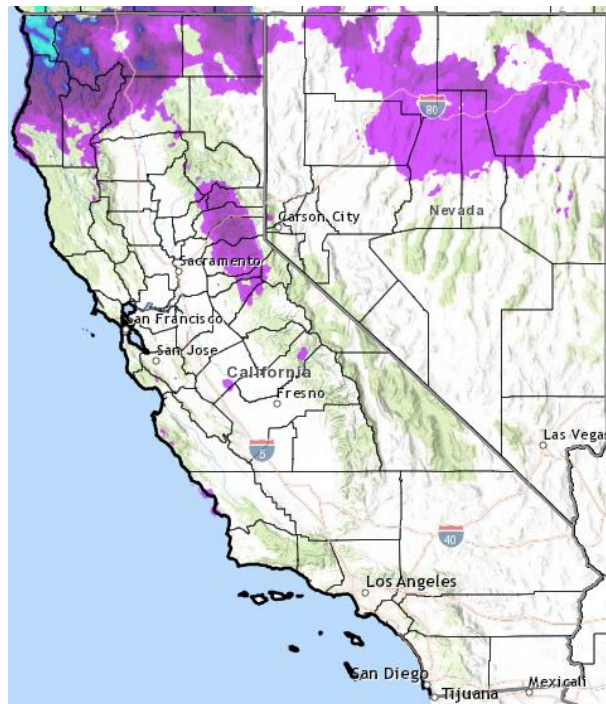 80
Nevada
Carson City
Sacramento
San Francisco
San Jose
California
Fresno
Las Vegas
5
40
Los Angeles
San Diego
Tijuana
Mexicali